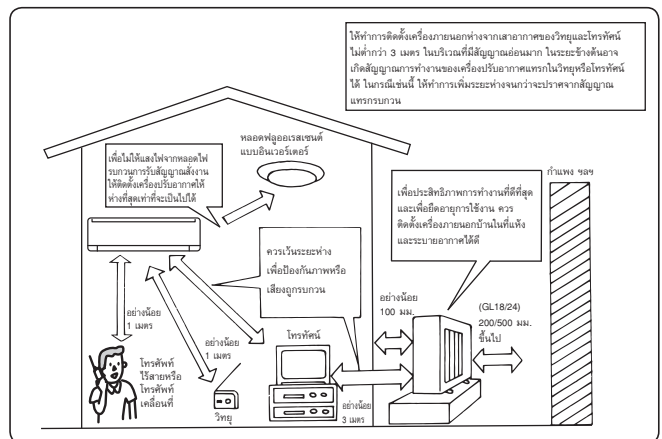 ให้ทำการติดตั้งเครื่องภายนอกห่างจากเสาอากาศของวิทยุและโทรทัศน์
ไม่ต่ำกว่า 3 เมตร ในบริเวณที่มีสัญญาณอ่อนมาก ในระยะข้างต้นอาจ
เกิดสัญญาณการทำงานของเครื่องปรับอากาศแทรกในวิทยุหรือโทรทัศน์
ได้ ในกรณีเช่นนี้ ให้ทำการเพิ่มระยะห่างจนกว่าจะปราศจากสัญญาณ
แทรกรบกวน
หลอดฟลูออเรสเซนต์
แบบอินเวอร์เตอร์
เพื่อไม่ให้แสงไฟจากหลอดไฟ
รบกวนการรับสัญญาณสั่งงาน
ให้ติดตั้งเครื่องปรับอากาศให้
ห่างที่สุดเท่าที่จะเป็นไปได้
กำแพง ฯลฯ
เพื่อประสิทธิภาพการทำงานที่ดีที่สุด
และเพื่อยืดอายุการใช้งาน ควร
ติดตั้งเครื่องภายนอกบ้านในที่แห้ง
และระบายอากาศได้ดี
ควรเว้นระยะห่าง
เพื่อป้องกันภาพหรือ
เสียงถูกรบกวน
อย่างน้อย
100 มม.
(GL18/24)
200/500 มม.
ขึ้นไป
อย่างน้อย
1 เมตร
อย่างน้อย
1 เมตร
โทรทัศน์
โทรศัพท์
ไร้สายหรือ
โทรศัพท์
เคลื่อนที่
วิทยุ
อย่างน้อย
3 เมตร